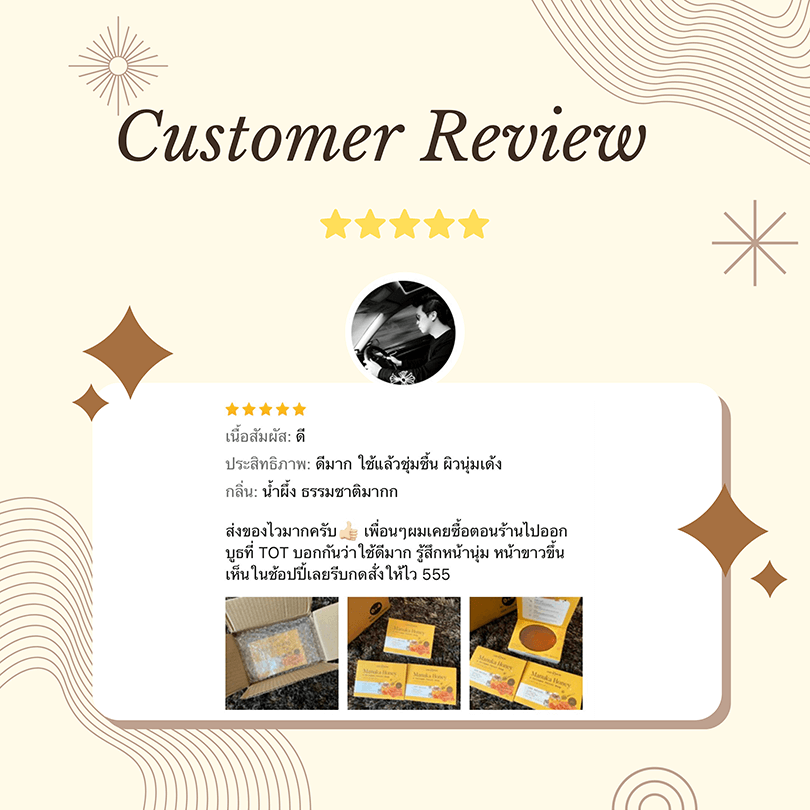 Customer Review
เนื้อสัมผัส: ดี
ประสิทธิภาพ: ดีมาก ใช้แล้วชุ่มชื้น ผิวนุ่มเด้ง
กลิ่น: น้ำผึ้ง ธรรมชาติมากก
ส่งของไวมากครับ👍🏻 เพื่อนๆผมเคยซื้อตอนร้านไปออก
บูธที่ TOT บอกกันว่าใช้ดีมาก รู้สึกหน้านุ่ม หน้าขาวขึ้น
เห็นในช้อปปี้เลยรีบกดสั่งให้ไว 555
Manuka Honey
Manuka Honey
Manuka Honey
Manuka Honey
Manuka Honey